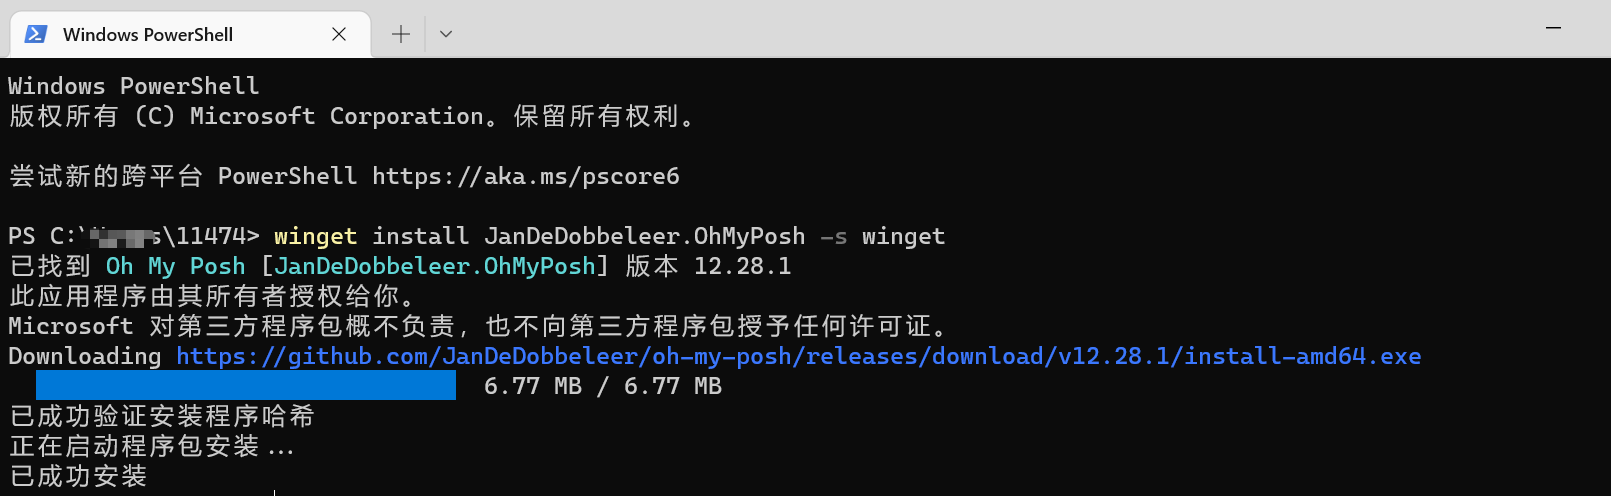 Windows PowerShell
Windows PowerShell
版权所有 (C) Microsoft Corporation。保留所有权利。
尝试新的跨平台 PowerShell https://aka.ms/pscore6
PS C:\ s\11474> winget install JanDeDobbeleer.OhMyPosh -s winget
已找到 Oh My Posh [JanDeDobbeleer.OhMyPosh] 版本 12.28.1
此应用程序由其所有者授权给你。
Microsoft 对第三方程序包概不负责，也不向第三方程序包授予任何许可证。
Downloading https://github.com/JanDeDobbeleer/oh-my-posh/releases/download/v12.28.1/install-amd64.exe
6.77 MB / 6.77 MB
已成功验证安装程序哈希
正在启动程序包安装...
已成功安装